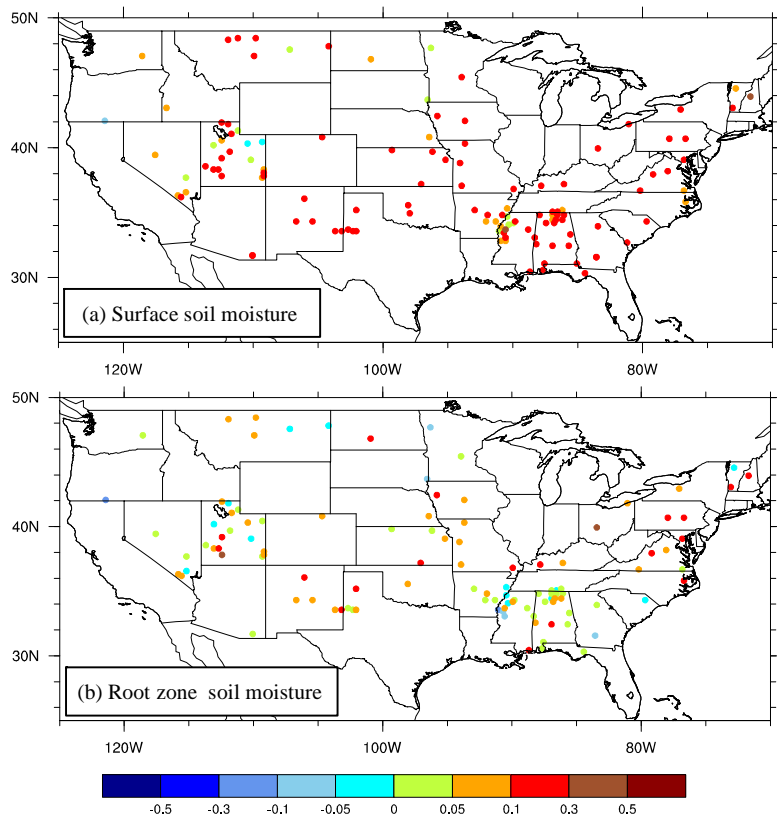 50N
40N
30N
(a) Surface soil moisture
120W 100W 80W
50N
40N
30N
(b) Root zone soil moisture
120W 100W 80W
-0.5 -0.3 -0.1 -0.05 0 0.05 0.1 0.3 0.5